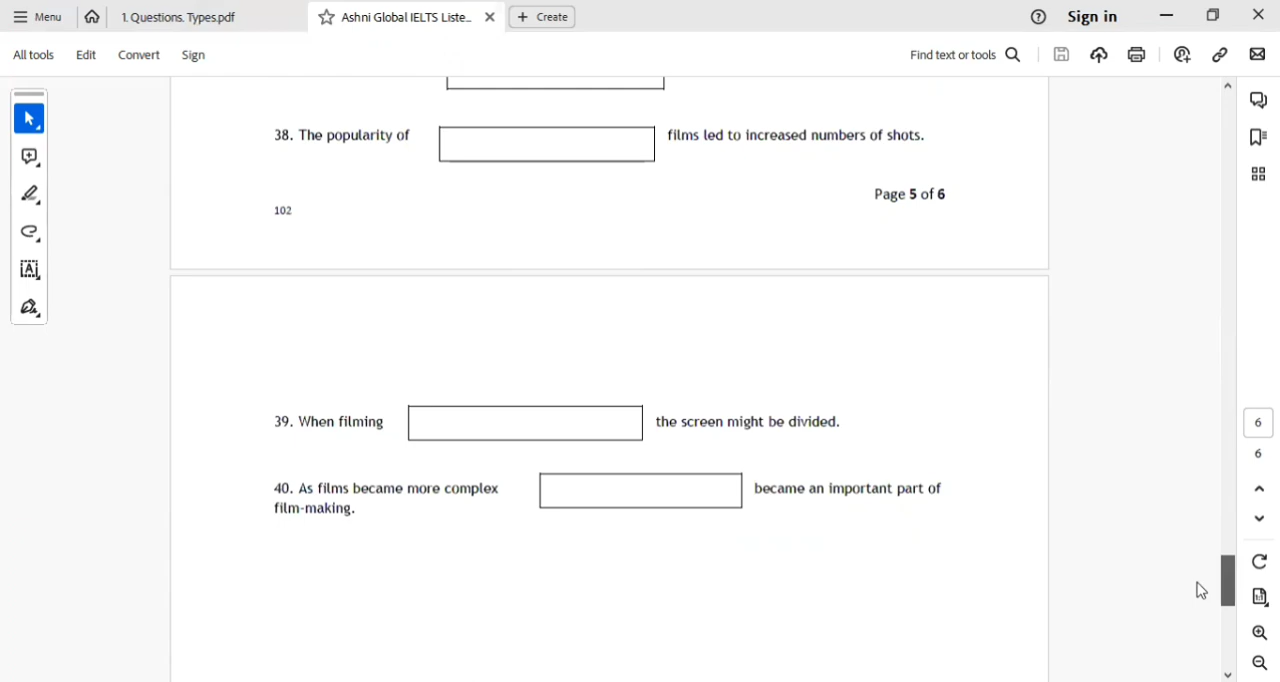 Menu
1. Questions. Types.pdf
Ashni Global IELTS Liste...
Create
Sign in
All tools
Edit
Convert
Sign
Find text or tools
38. The popularity of films led to increased numbers of shots.
Page 5 of 6
102
39. When filming the screen might be divided.
40. As films became more complex became an important part of
film-making.
6
6